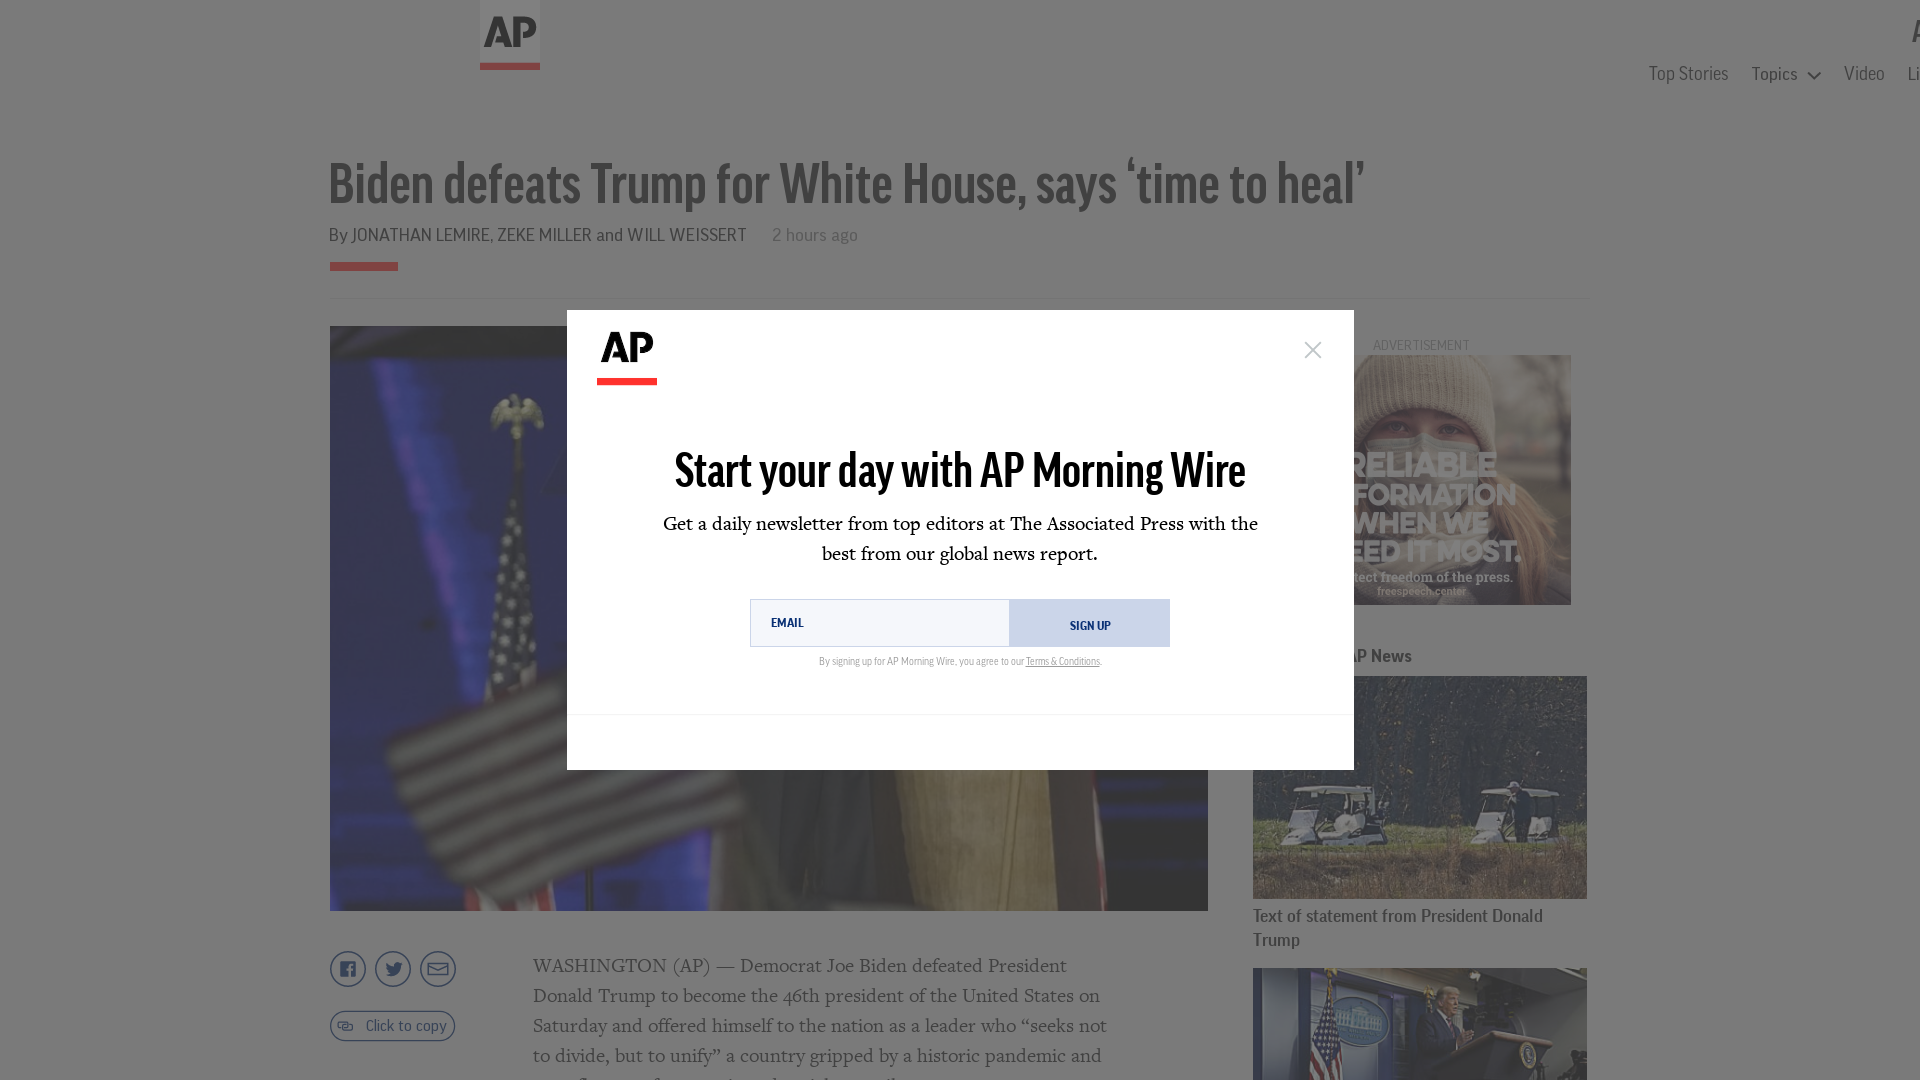 AP
A
Top Stories
Topics
Video
Li
Biden defeats Trump for White House, says ‘time to heal’
By JONATHAN LEMIRE, ZEKE MILLER and WILL WEISSERT
2 hours ago
AP
Start your day with AP Morning Wire
Get a daily newsletter from top editors at The Associated Press with the
best from our global news report.
EMAIL
SIGN UP
By signing up for AP Morning Wire, you agree to our Terms & Conditions.
ADVERTISEMENT
RELIABLE
FORMATION
WHEN WE
EED IT MOST.
tect freedom of the press.
freespeech.center
AP News
Text of statement from President Donald
Trump
Click to copy
WASHINGTON (AP) — Democrat Joe Biden defeated President
Donald Trump to become the 46th president of the United States on
Saturday and offered himself to the nation as a leader who “seeks not
to divide, but to unify” a country gripped by a historic pandemic and